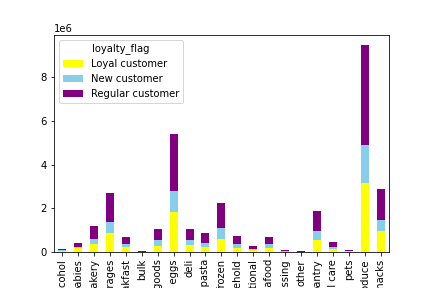 1e6
loyalty_flag
Loyal customer
New customer
Regular customer
8
6
4
2
0
cohol
abies
akery
rages
kfast
bulk
goods
eggs
deli
pasta
rozen
ehold
tional
afood
ssing
other
antry
l care
pets
duce
nacks